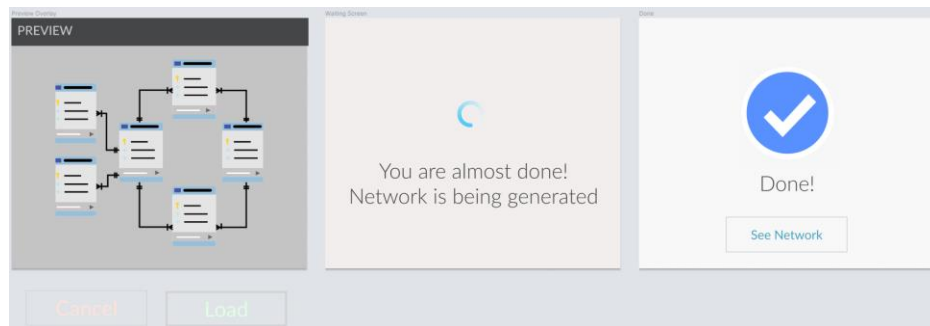 Preview Overlay
PREVIEW
Cancel
Load
Waiting Screen
You are almost done!
Network is being generated
Done
Done!
See Network